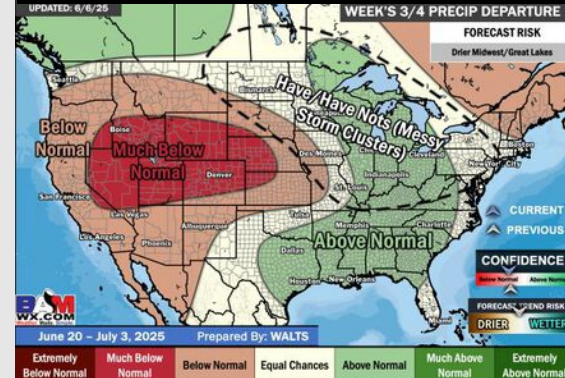 UPDATED: 6/6/25
WEEK'S 3/4 PRECIP DEPARTURE
FORECAST RISK
Drier Midwest/Great Lakes
Seattle
Bismarck
Have/Have Nots (Messy
Storm Clusters)
Below
Normal
Boise
Much Below
Normal
Denver
Des Moines
Cleveland
Boston
New York City
Indianapolis
St. Louis
San Francisco
Las Vegas
Los Angeles
Phoenix
Albuquerque
Tulsa
Memphis
Charlotte
Above Normal
Dallas
Houston
New Orleans
Miami
CURRENT
PREVIOUS
CONFIDENCE
Below Normal
Above Normal
FORECAST TREND RISK
DRIER
WETTER
BAM
WX.COM
June 20 – July 3, 2025
Prepared By: WALTS
Extremely
Below Normal
Much Below
Normal
Below Normal
Equal Chances
Above Normal
Much Above
Normal
Extremely
Above Normal